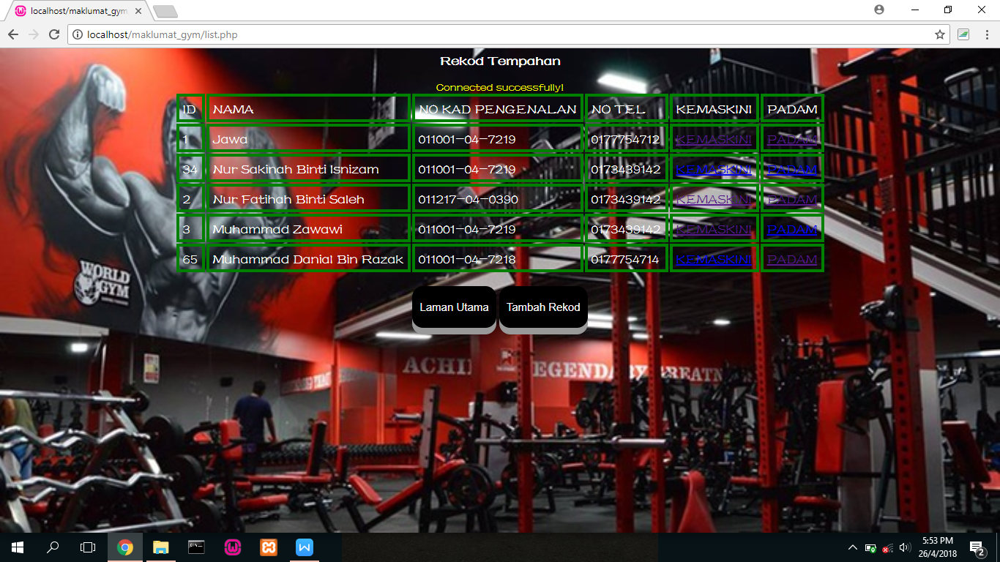 localhost/maklumat_gym
localhost/maklumat_gym/list.php
Rekod Tempahan
Connected successfully!
ID NAMA NO KAD PENGENALAN NO TEL KEMASKINI PADAM
1 Jawa 011001-04-7219 0177754712 KEMASKINI PADAM
34 Nur Sakinah Binti Isnizam 011001-04-7219 0173439142 KEMASKINI PADAM
2 Nur Fatihah Binti Saleh 011217-04-0390 0173439142 KEMASKINI PADAM
3 Muhammad Zawawi 011001-04-7219 0173439142 KEMASKINI PADAM
65 Muhammad Danial Bin Razak 011001-04-7218 0177754714 KEMASKINI PADAM
WORLD
GYM
Laman Utama Tambah Rekod
ACHI EGENDARY GREATN
5:53 PM
26/4/2018
2